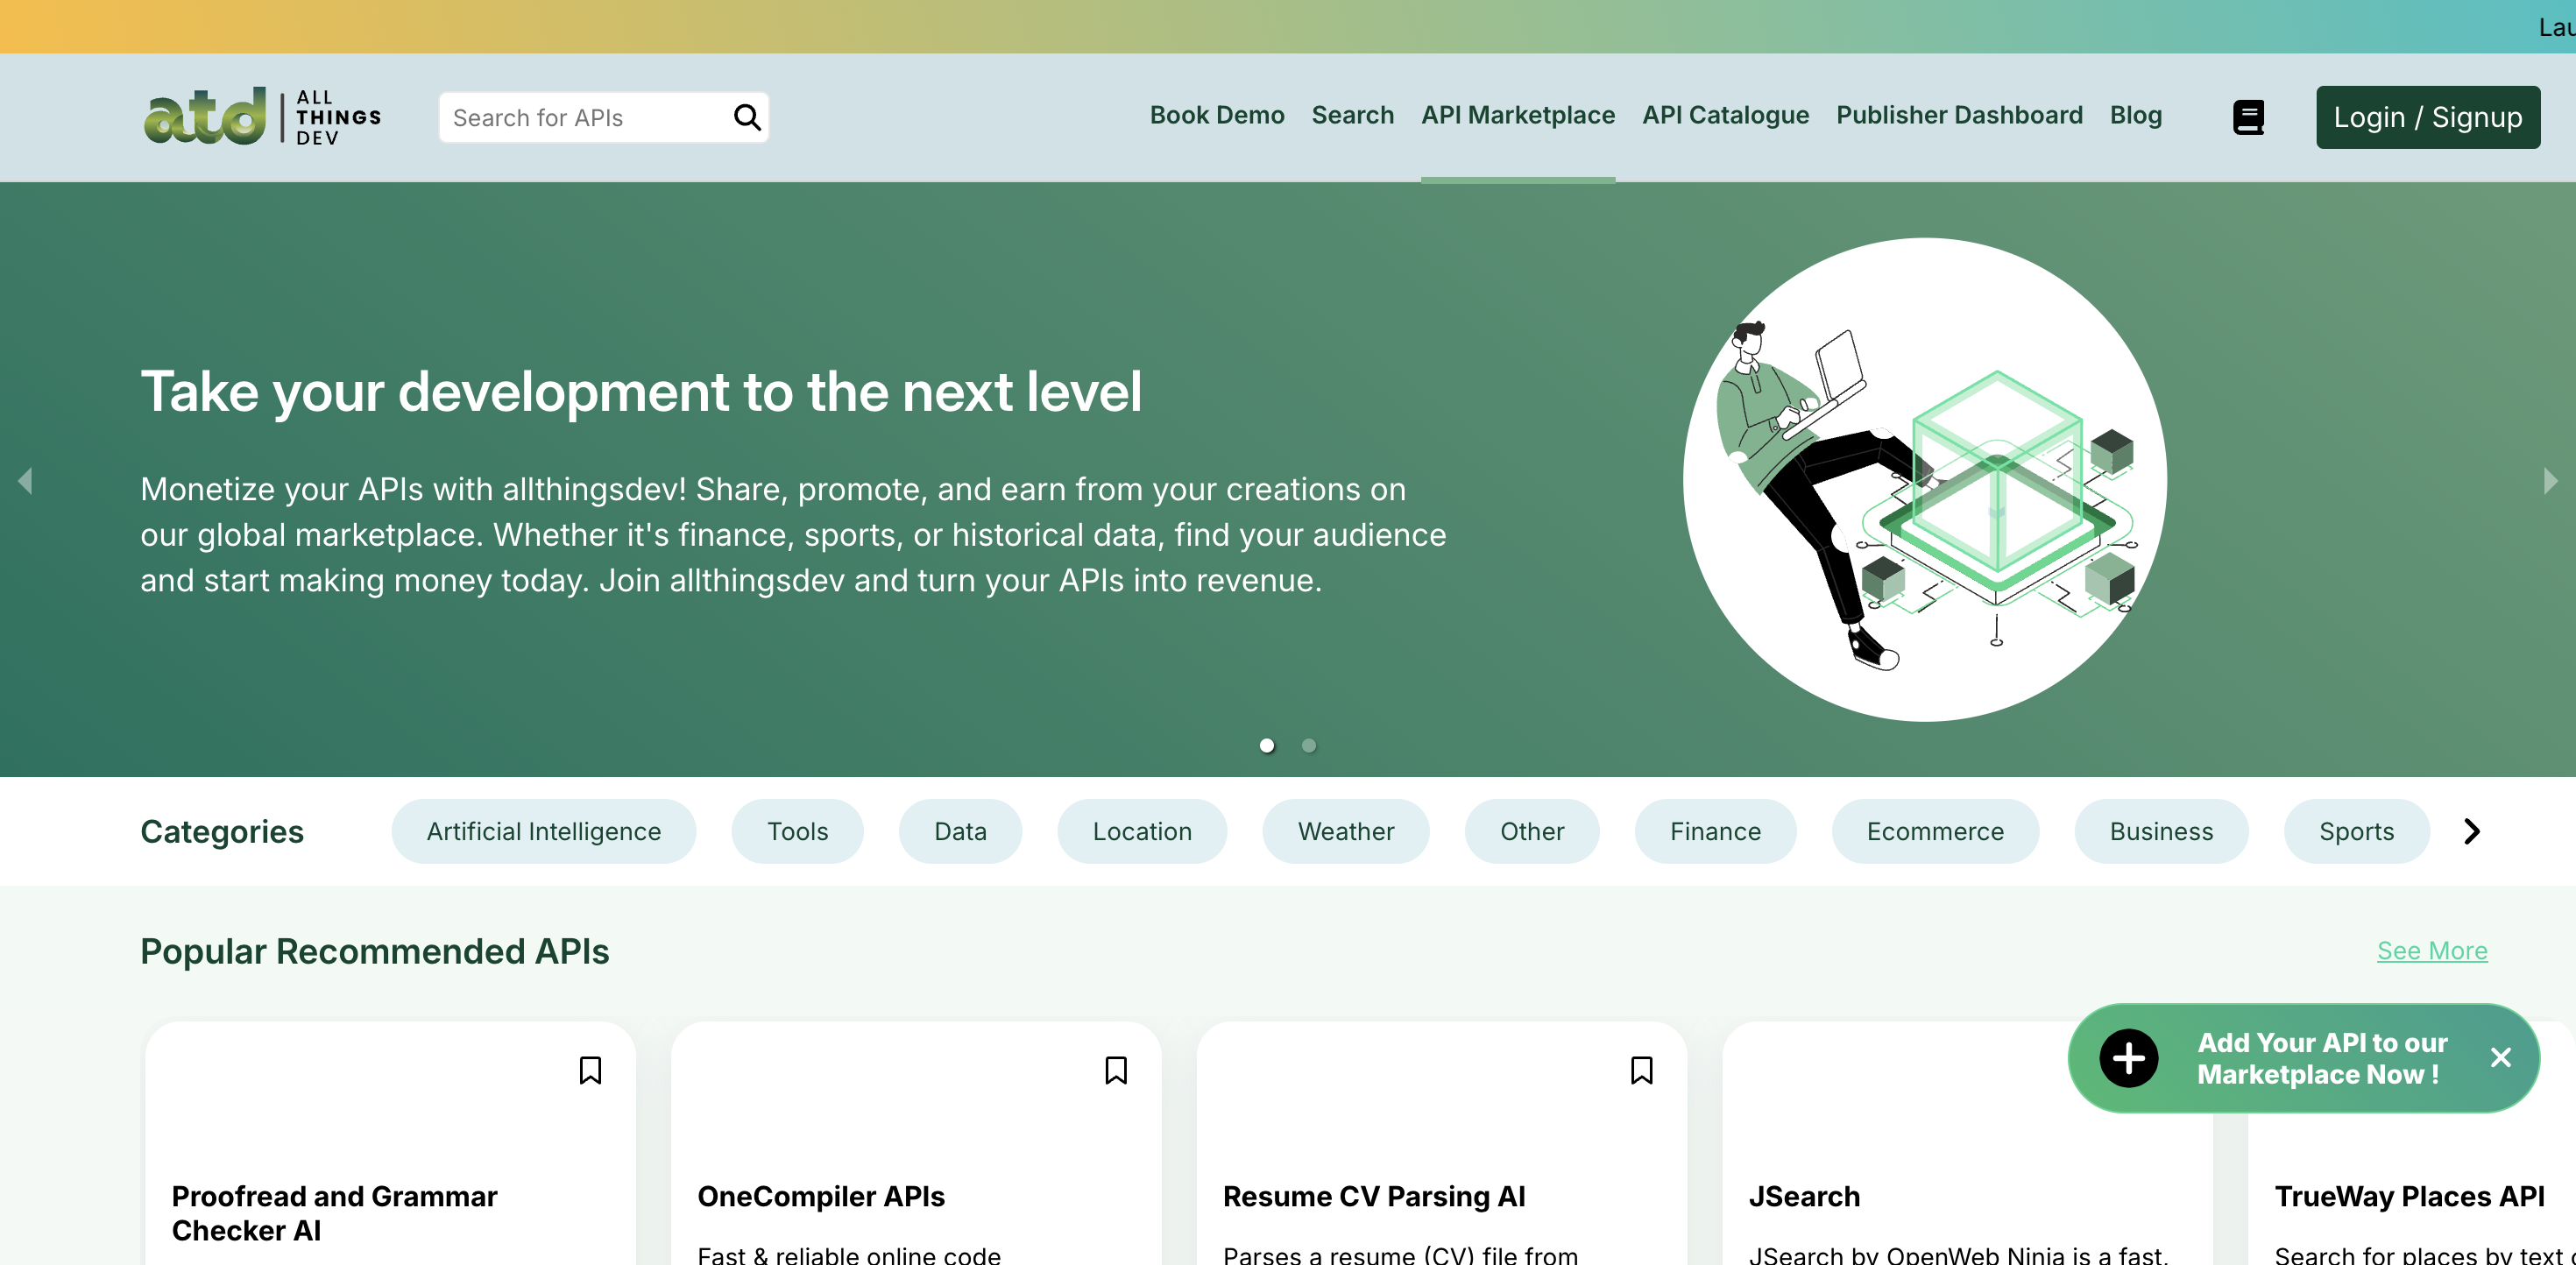 atd
ALL
THINGS
DEV
Search for APIs
Book Demo
Search
API Marketplace
API Catalogue
Publisher Dashboard
Blog
Login / Signup
Take your development to the next level
Monetize your APIs with allthingsdev! Share, promote, and earn from your creations on
our global marketplace. Whether it's finance, sports, or historical data, find your audience
and start making money today. Join allthingsdev and turn your APIs into revenue.
Categories
Artificial Intelligence
Tools
Data
Location
Weather
Other
Finance
Ecommerce
Business
Sports
Popular Recommended APIs
See More
Add Your API to our
Marketplace Now !
Proofread and Grammar
Checker AI
OneCompiler APIs
Fast & reliable online code
Resume CV Parsing AI
Parses a resume (CV) file from
JSearch
JSearch by OpenWeb Ninja is a fast,
TrueWay Places API
Search for places by text